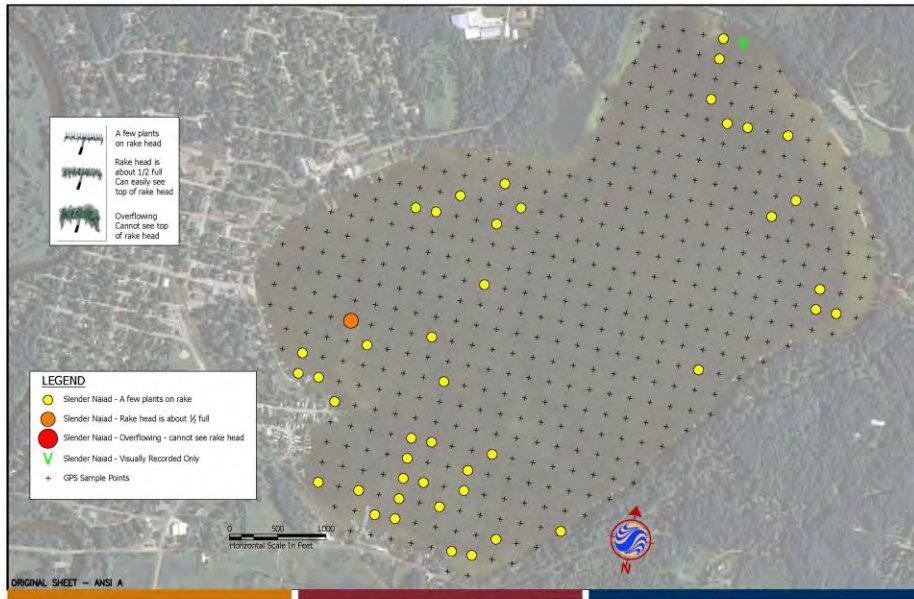 A few plants
on rake head
Rake head is
about 1/2 full
Can easily see
top of rake head
Overflowing
Cannot see top
of rake head
LEGEND
Slender Naiad - A few plants on rake
Slender Naiad - Rake head is about ½ full
Slender Naiad - Overflowing - cannot see rake head
V Slender Naiad - Visually Recorded Only
GPS Sample Points
V
0 500 1000
Horizontal Scale In Feet
N
ORIGINAL SHEET - ANSI A